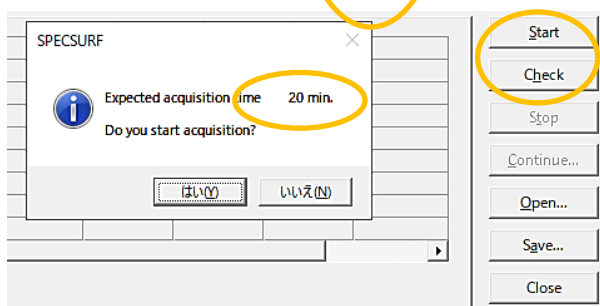 SPECSURF
Expected acquisition time 20 min.
Do you start acquisition?
はい(Y)
いいえ(N)
Start
Check
Stop
Continue...
Open...
Save...
Close